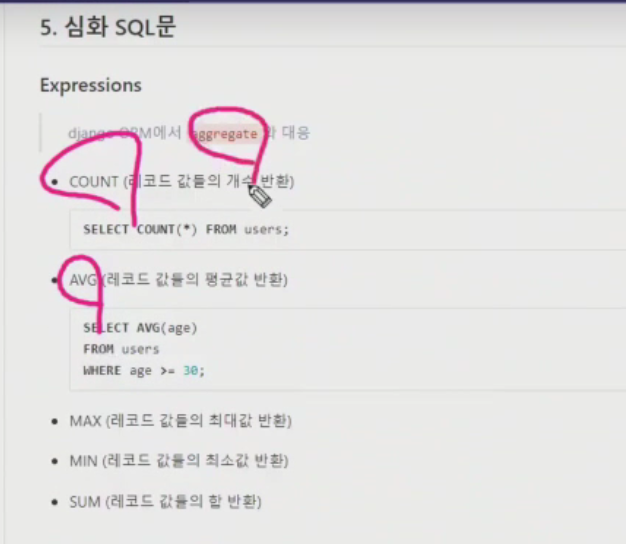 5. 심화 SQL문
Expressions
django ORM에서 aggregate 와 대응
COUNT (레코드 값들의 개수 반환)
SELECT COUNT(*) FROM users;
AVG (레코드 값들의 평균값 반환)
SELECT AVG(age)
FROM users
WHERE age >= 30;
MAX (레코드 값들의 최대값 반환)
MIN (레코드 값들의 최소값 반환)
SUM (레코드 값들의 합 반환)